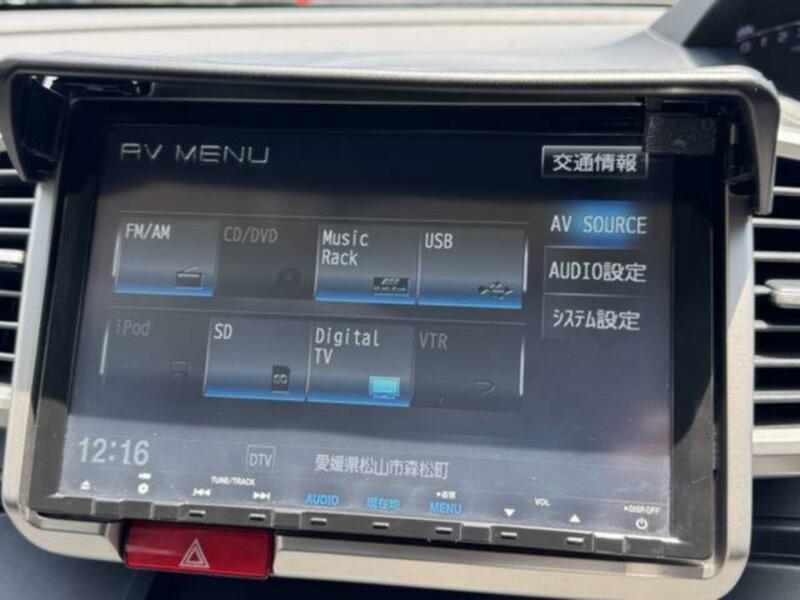 AV MENU
交通情報
FM/AM
CD/DVD
Music
Rack
USB
AV SOURCE
AUDIO設定
iPod
SD
Digital
TV
VTR
システム設定
12:16
DTV
愛媛県松山市森松町
TUNE/TRACK
AUDIO
現在地
MENU
VOL
DISP OFF